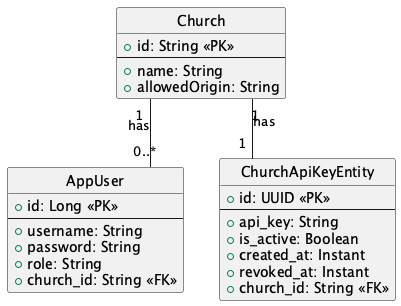 Church
id: String «PK»
name: String
allowedOrigin: String
1
has
0..*
1
has
1
AppUser
id: Long «PK»
username: String
password: String
role: String
church_id: String «FK»
ChurchApiKeyEntity
id: UUID «PK»
api_key: String
is_active: Boolean
created_at: Instant
revoked_at: Instant
church_id: String «FK»